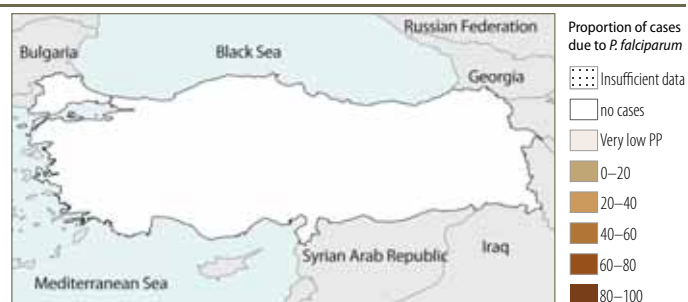 Russian Federation
Bulgaria
Black Sea
Georgia
Syrian Arab Republic
Iraq
Mediterranean Sea
Proportion of cases
due to P. falciparum
Insufficient data
no cases
Very low PP
0–20
20–40
40–60
60–80
80–100